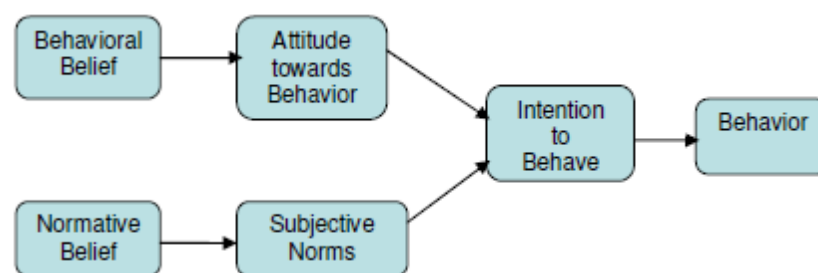 Behavioral
Belief
Attitude
towards
Behavior
Intention
to
Behave
Behavior
Normative
Belief
Subjective
Norms